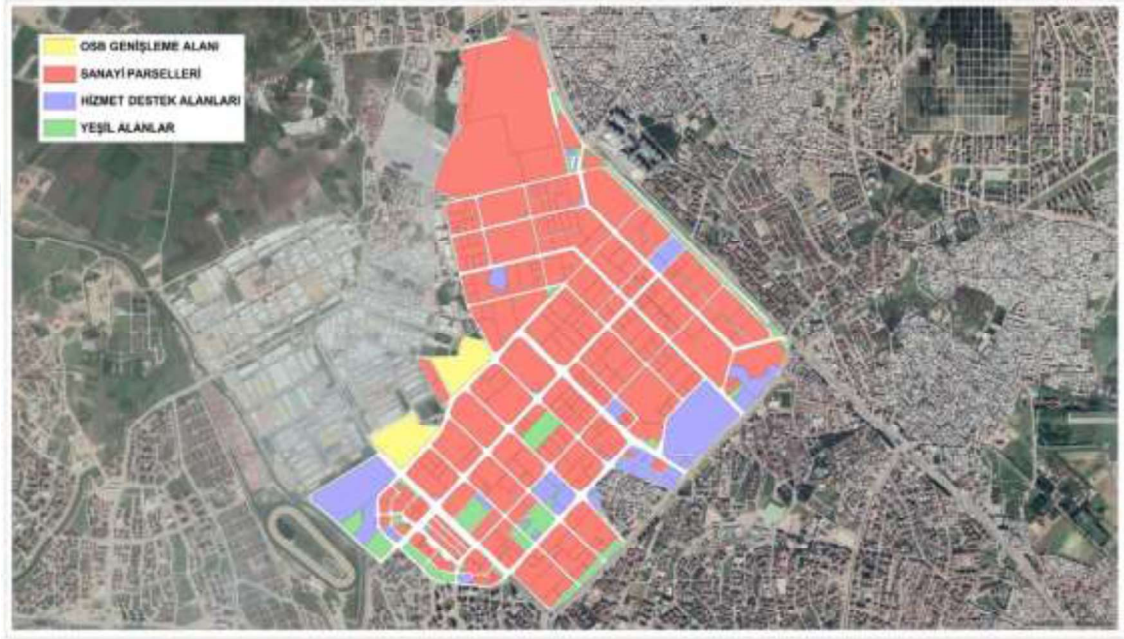 OSB GENİŞLEME ALANI
SANAYİ PARSELLERİ
HİZMET DESTEK ALANLARI
YEŞİL ALANLAR